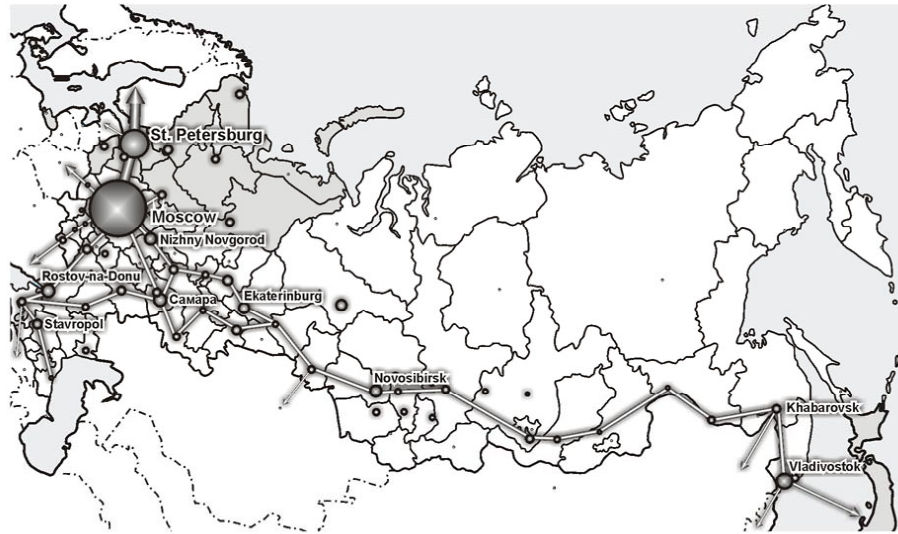 St. Petersburg
Moscow
Nizhny Novgorod
Rostov-na-Donu
Самара
Ekaterinburg
Stavropol
Novosibirsk
Khabarovsk
Vladivostok